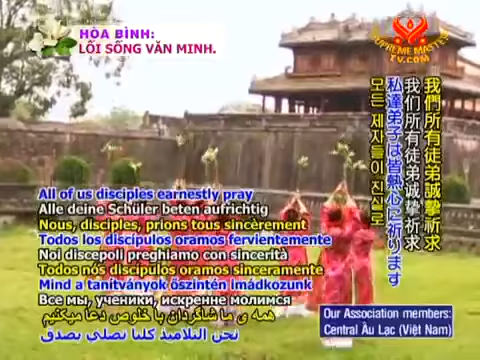 HÒA BÌNH:
LỐI SỐNG VĂN MINH.
SUPREME MASTER
TV.COM
我們所有徒弟誠摯祈求
我们所有徒弟诚挚祈求
私達弟子は皆熱心に祈ります
모든 제자들이 진심으로
All of us disciples earnestly pray
Alle deine Schüler beten aufrichtig
Nous, disciples, prions tous sincèrement
Todos los discípulos oramos fervientemente
Noi discepoli preghiamo con sincerità
Todos nós discípulos oramos sinceramente
Mind a tanítványok őszintén imádkozunk
Все мы, ученики, искренне молимся
همه ی ما شاگردان با خلوص دعا میکنیم
نحن التلاميذ كلنا نصلي بصدق
Our Association members:
Central Âu Lạc (Việt Nam)